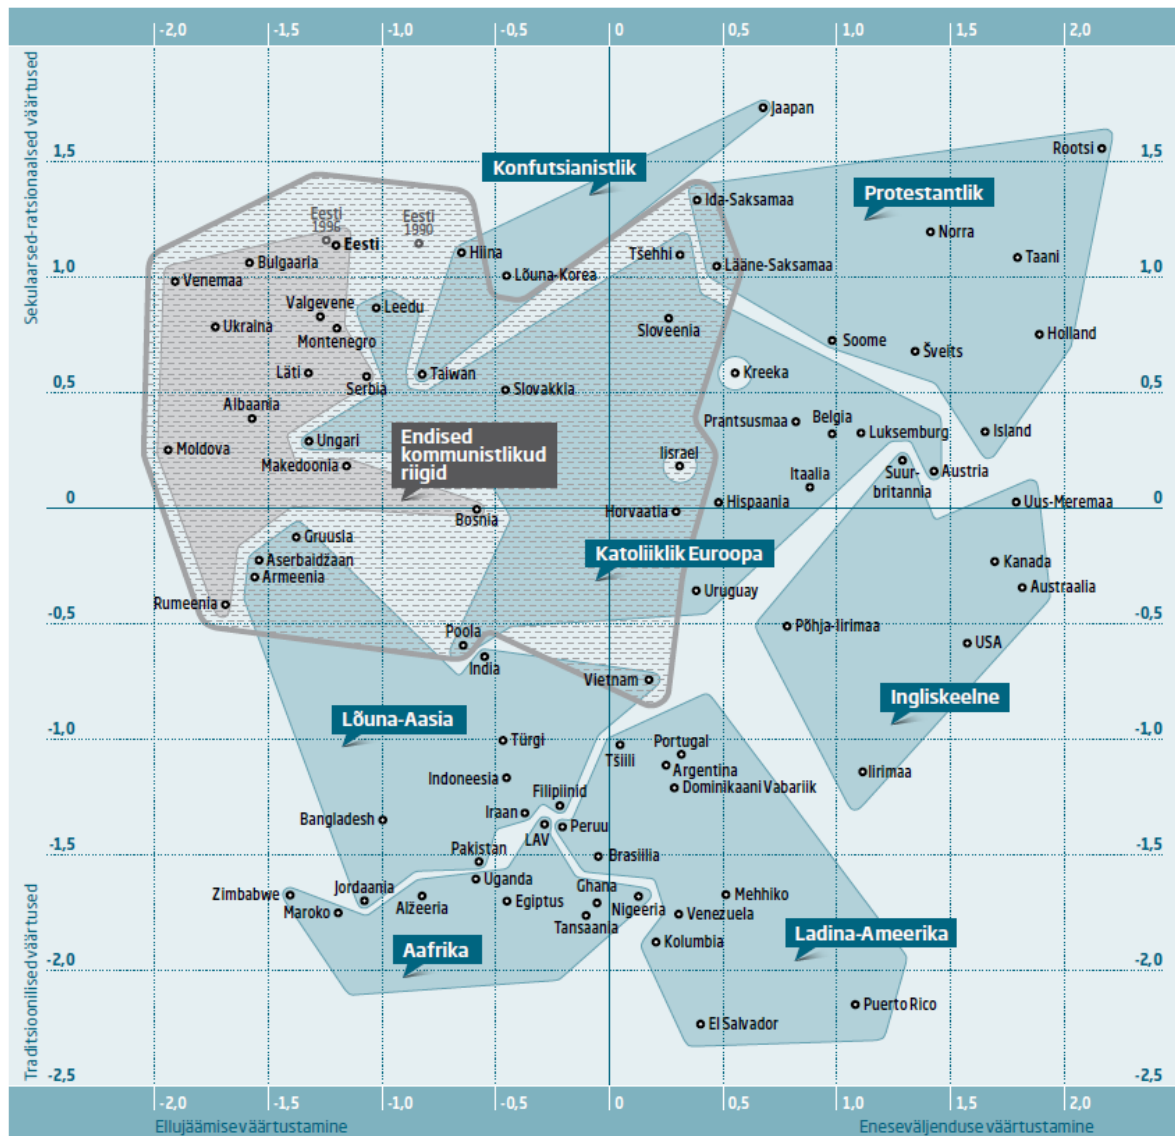 -2,0 -1,5 -1,0 -0,5 0 0,5 1,0 1,5 2,0
Sekulaarsed-ratsionaalsed väärtused
Jaapan
1,5 1,5
Rootsi
Konfutsianistlik
Protestantlik
Ida-Saksamaa
Eesti
1996
Eesti
1990
Eesti
Norra
Hiina
Tšehhi
Taani
Bulgaaria
Lääne-Saksamaa
1,0 1,0
Venemaa
Lõuna-Korea
Valgevene
Leedu
Ukraina
Montenegro
Sloveenia
Holland
Soome
Šveits
Läti
Serbia
Taiwan
Kreeka
Slovakkia
0,5 0,5
Albaania
Prantsusmaa
Belgia
Luksemburg
Island
Moldova
Ungari
Endised
kommunistlikud
riigid
Makedoonia
Iisrael
Itaalia
Suur-
britannia
Austria
0 0
Bosnia
Horvaatia
Hispaania
Uus-Meremaa
Gruusia
Aserbaidžaan
Armeenia
Katoliiklik Euroopa
Kanada
Austraalia
Rumeenia
Uruguay
-0,5 -0,5
Poola
India
Põhja-Iirimaa
USA
Vietnam
Ingliskeelne
Lõuna-Aasia
-1,0 -1,0
Türgi
Tšiili
Portugal
Argentina
Dominikaani Vabariik
Iirimaa
Indoneesia
Filipiinid
Bangladesh
Iraan
LAV
Peruu
-1,5 -1,5
Pakistan
Brasiilia
Zimbabwe
Jordaania
Maroko
Uganda
Alžeeria
Egiptus
Ghana
Tansaania
Nigeeria
Mehhiko
Venezuela
Kolumbia
Ladina-Ameerika
Aafrika
-2,0 -2,0
Puerto Rico
El Salvador
Traditsioonilised väärtused
-2,5 -2,5
-2,0 -1,5 -1,0 -0,5 0 0,5 1,0 1,5 2,0
Ellujäämise väärtustamine
Eneseväljenduse väärtustamine